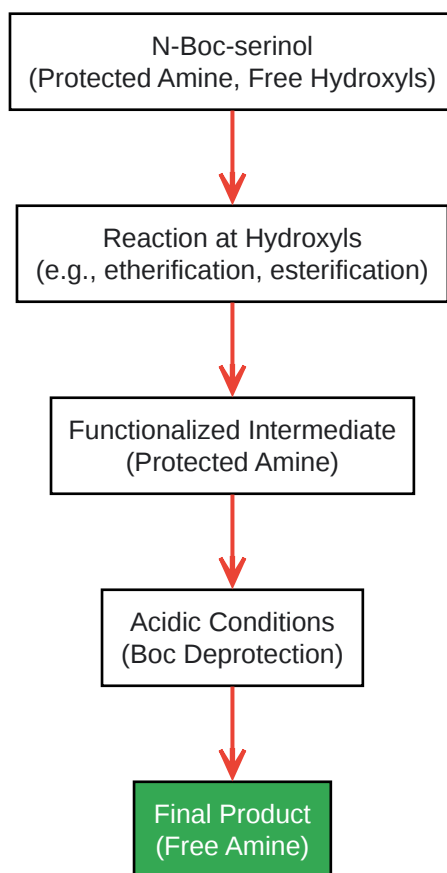 N-Boc-serinol
(Protected Amine, Free Hydroxyls)
Reaction at Hydroxyls
(e.g., etherification, esterification)
Functionalized Intermediate
(Protected Amine)
Acidic Conditions
(Boc Deprotection)
Final Product
(Free Amine)